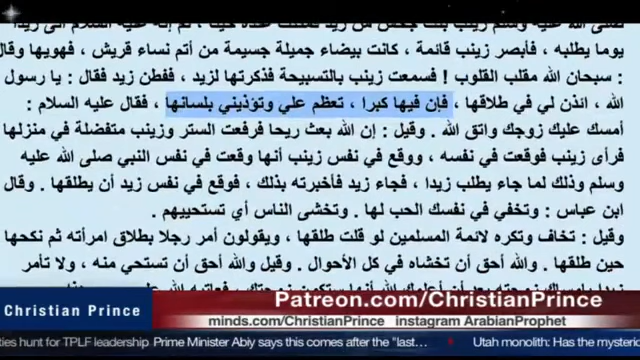 صلى الله عليه وسلم زينب بنت جحش من زيد فمكثت عنده حينا ، ثم إنه عليه السلام أتى زيدا
يوما يطلبه ، فأبصر زينب قائمة ، كانت بيضاء جميلة جسيمة من أتم نساء قريش ، فهويها وقال
: سبحان الله مقلب القلوب ! فسمعت زينب بالتسبيحة فذكرتها لزيد ، ففطن زيد فقال : يا رسول
الله ، ائذن لي في طلاقها ، فإن فيها كبرا ، تعظم علي وتؤذيني بلسانها ، فقال عليه السلام :
أمسك عليك زوجك واتق الله . وقيل : إن الله بعث ريحا فرفعت الستر وزينب متفضلة في منزلها
فرأى زينب فوقعت في نفسه ، ووقع في نفس زينب أنها وقعت في نفس النبي صلى الله عليه
وسلم وذلك لما جاء يطلب زيدا ، فجاء زيد فأخبرته بذلك ، فوقع في نفس زيد أن يطلقها . وقال
ابن عباس : وتخفي في نفسك الحب لها . وتخشى الناس أي تستحييهم .
وقيل : تخاف وتكره لائمة المسلمين لو قلت طلقها ، ويقولون أمر رجلا بطلاق امرأته ثم نكحها
حين طلقها . والله أحق أن تخشاه في كل الأحوال . وقيل والله أحق أن تستحي منه ، ولا تأمر
Patreon.com/ChristianPrince
Christian Prince
minds.com/ChristianPrince instagram ArabianProphet
ties hunt for TPLF leadership Prime Minister Abiy says this comes after the "last... Utah monolith: Has the myster